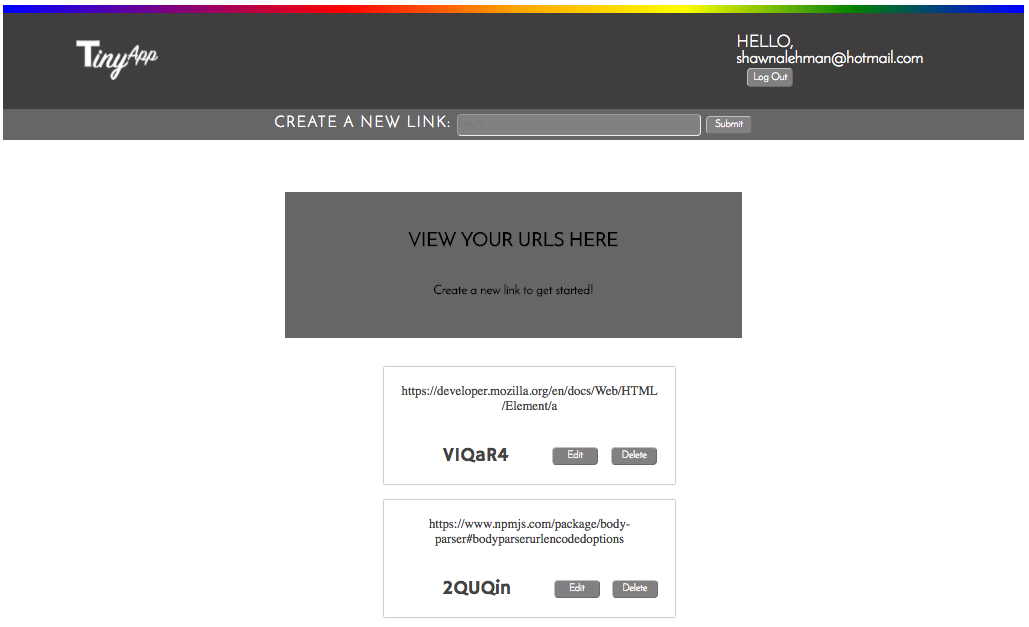 TinyApp
HELLO,
shawnalehman@hotmail.com
Log Out
CREATE A NEW LINK:
Submit
VIEW YOUR URLS HERE
Create a new link to get started!
https://developer.mozilla.org/en/docs/Web/HTML
/Element/a
VIQaR4 Edit Delete
https://www.npmjs.com/package/body-
parser#bodyparserurlencodedoptions
2QUQin Edit Delete